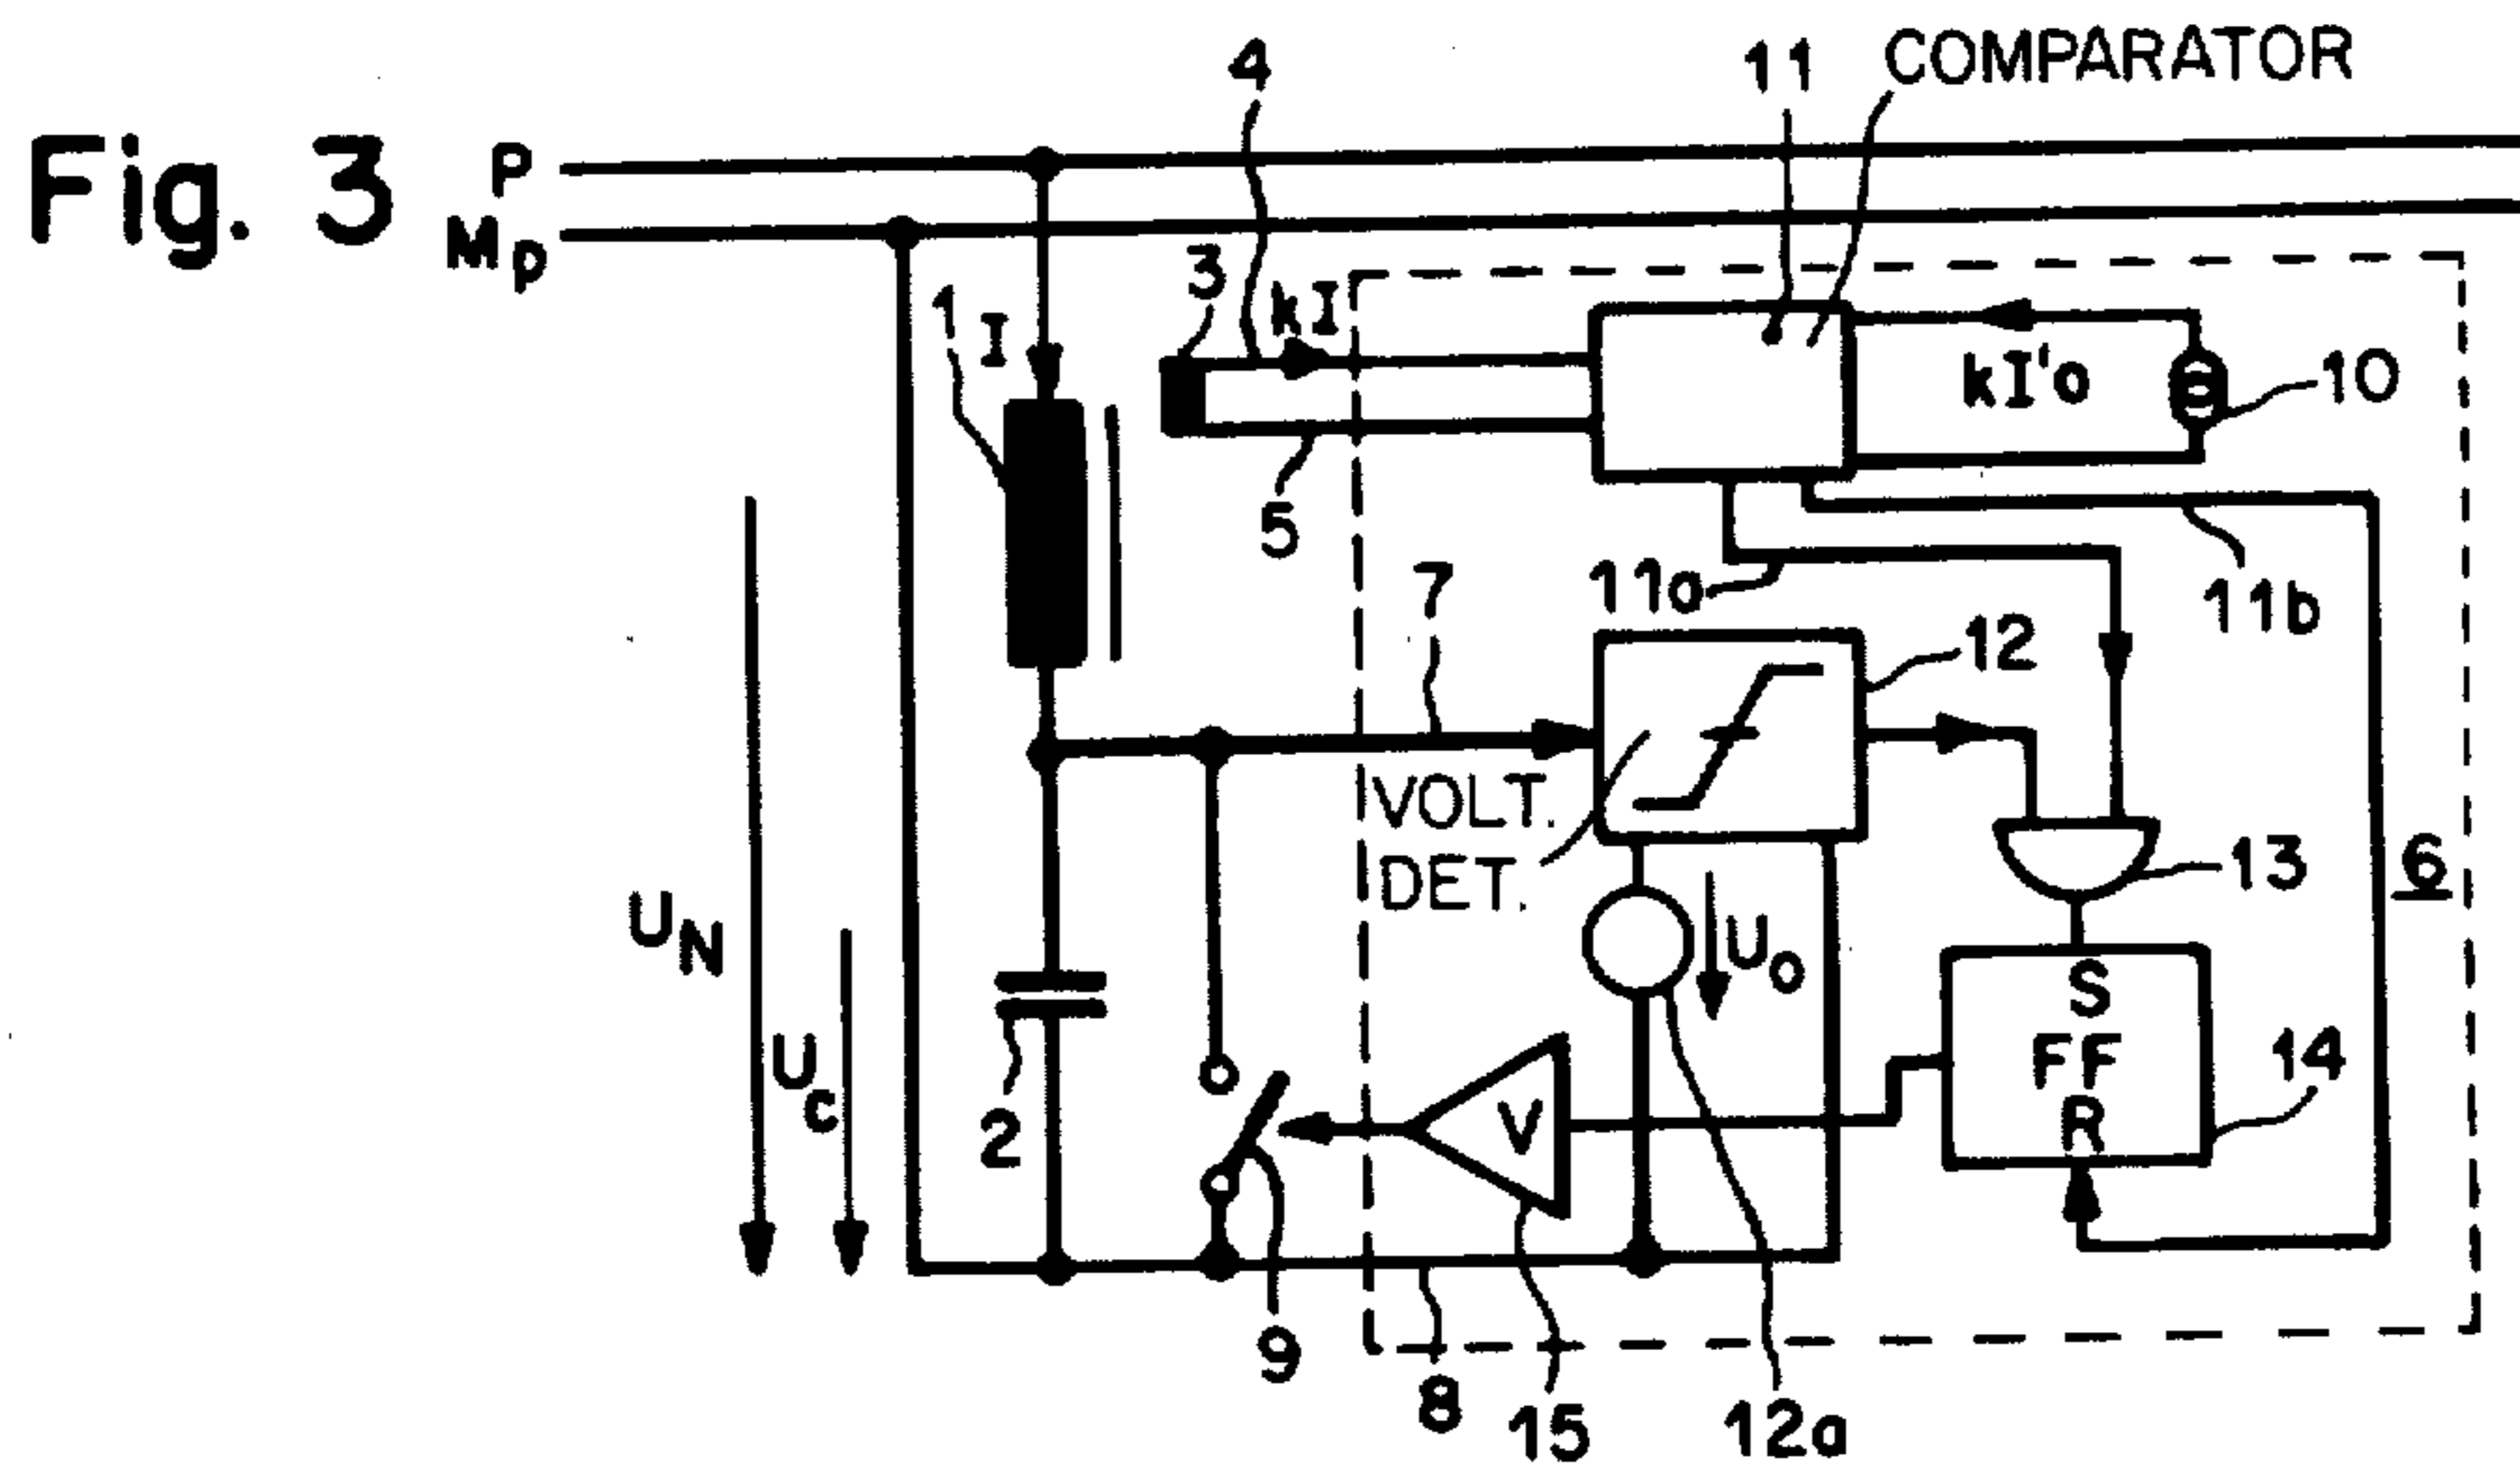 Fig. 3
P
Mp
4
11
COMPARATOR
3
kI
1
I
kI'o
10
5
7
11a
11b
12
VOLT.
DET.
13
6
UN
Uo
S
FF
R
14
Uc
V
2
9
8
15
12a